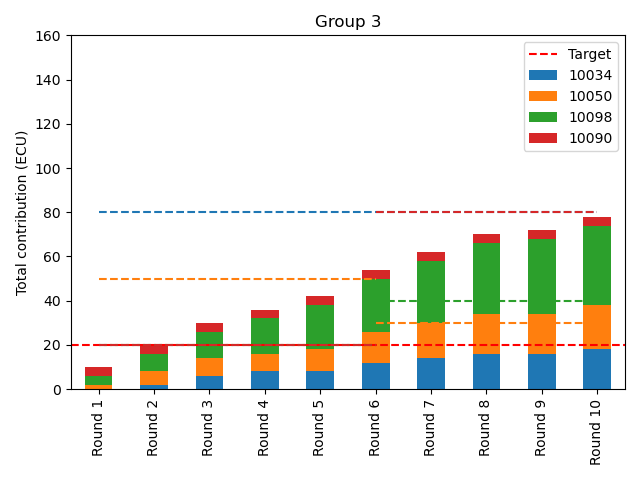 Group 3
Total contribution (ECU)
160
140
120
100
80
60
40
20
0
Target
10034
10050
10098
10090
Round 1
Round 2
Round 3
Round 4
Round 5
Round 6
Round 7
Round 8
Round 9
Round 10